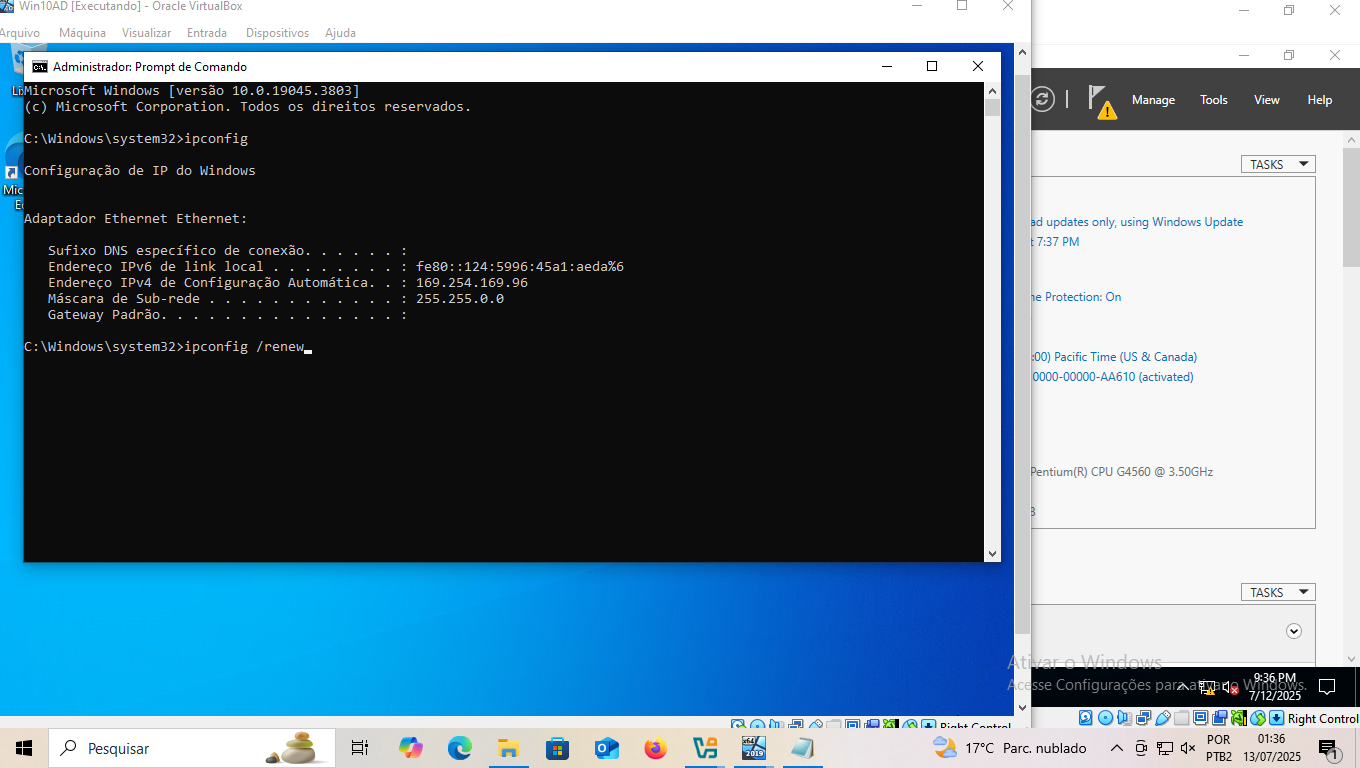 Win10AD [Executando] - Oracle VirtualBox
Arquivo Máquina Visualizar Entrada Dispositivos Ajuda
Administrador: Prompt de Comando
Microsoft Windows [versão 10.0.19045.3803]
(c) Microsoft Corporation. Todos os direitos reservados.
C:\Windows\system32>ipconfig
Configuração de IP do Windows
Adaptador Ethernet Ethernet:
Sufixo DNS específico de conexão. . . . . . :
Endereço IPv6 de link local . . . . . . . . : fe80::124:5996:45a1:aeda%6
Endereço IPv4 de Configuração Automática. . : 169.254.169.96
Máscara de Sub-rede . . . . . . . . . . . . : 255.255.0.0
Gateway Padrão. . . . . . . . . . . . . . . :
C:\Windows\system32>ipconfig /renew
Manage Tools View Help
TASKS
ad updates only, using Windows Update
t 7:37 PM
me Protection: On
:00) Pacific Time (US & Canada)
0000-00000-AA610 (activated)
Pentium(R) CPU G4560 @ 3.50GHz
TASKS
Ativar o Windows
Acesse Configurações para ativar o Windows.
9:36 PM
7/12/2025
Right Control
Right Control
Pesquisar
17°C Parc. nublado
POR
PTB2
01:36
13/07/2025
1